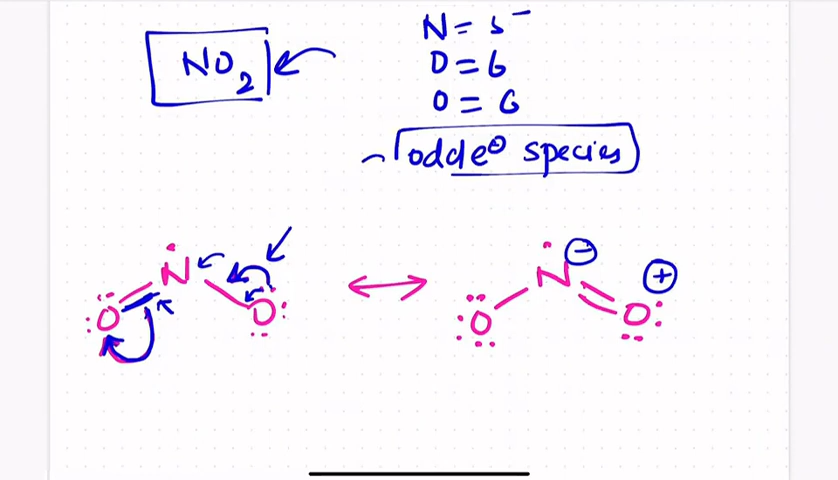 NO2
N = 5-
O = 6
O = 6
odd e⊖ species
N ⊖
O O ⊕
N
O O